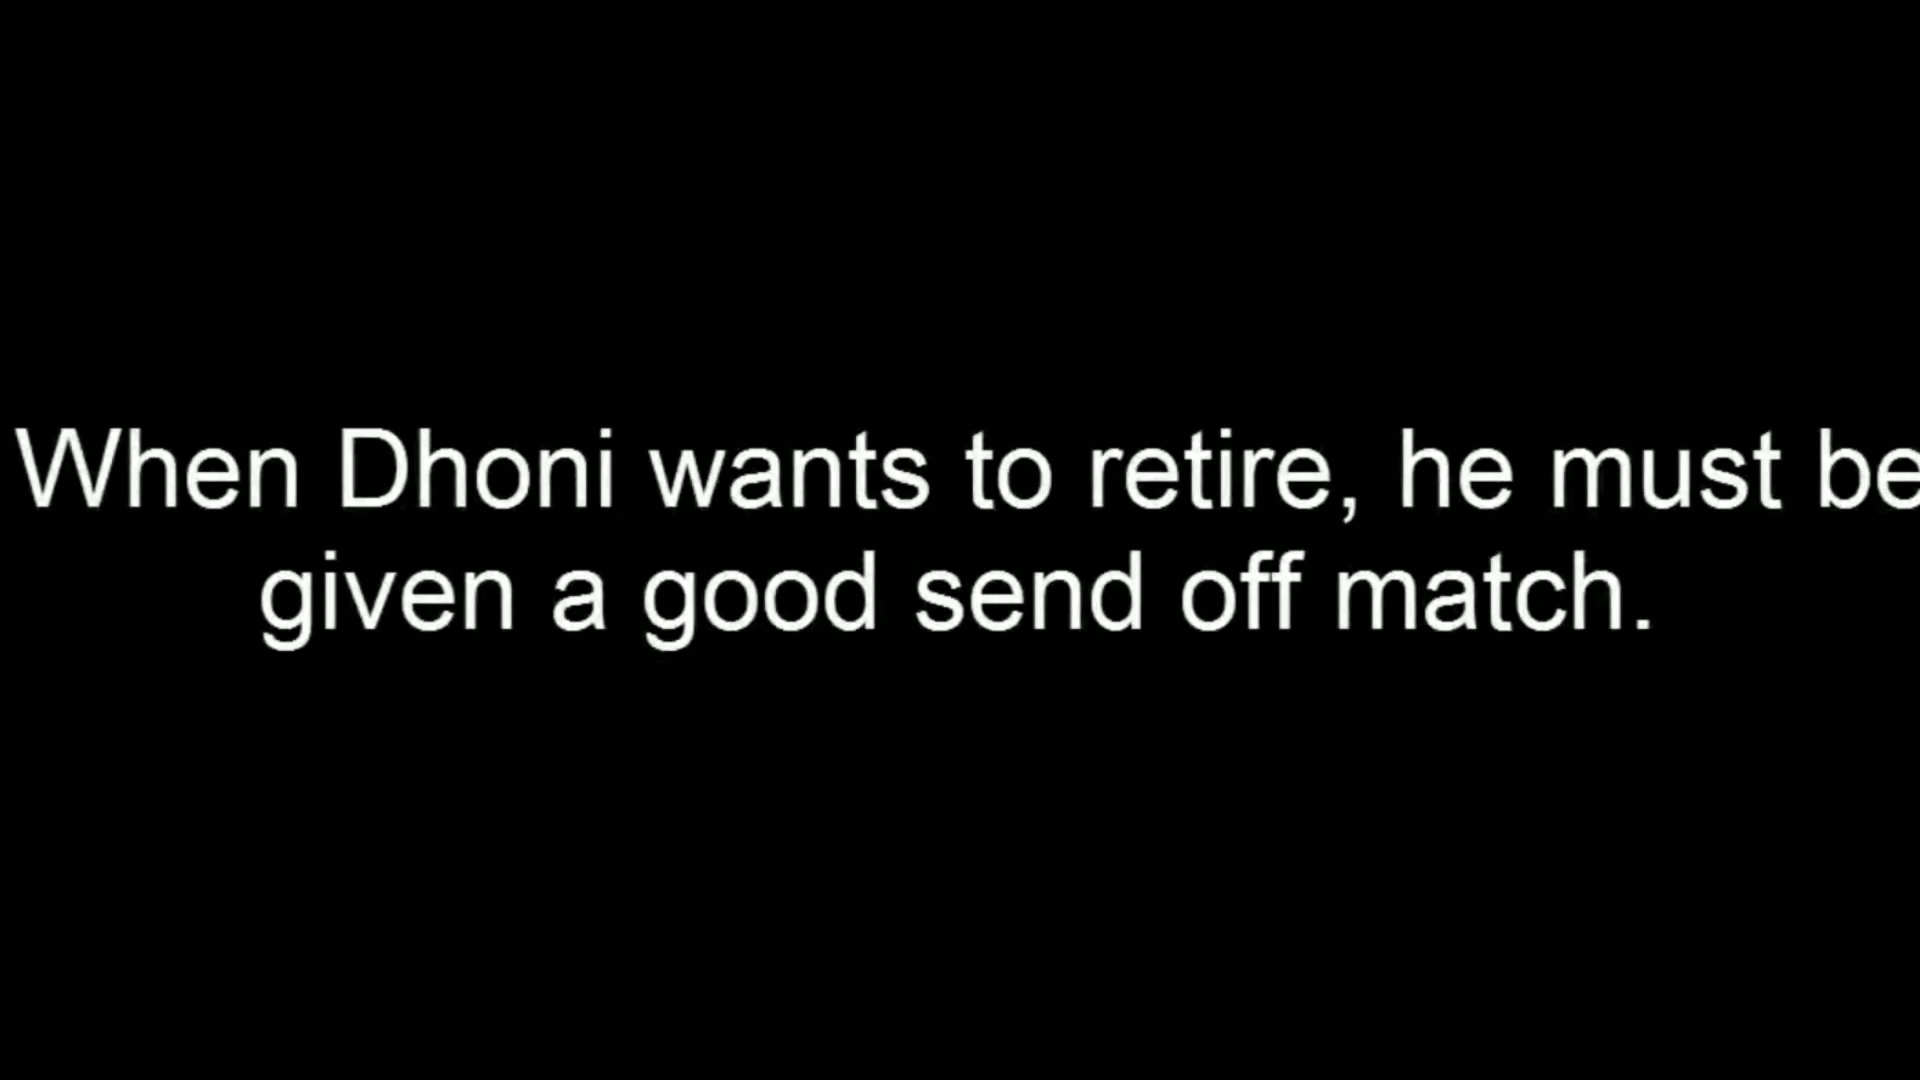 When Dhoni wants to retire, he must be
given a good send off match.